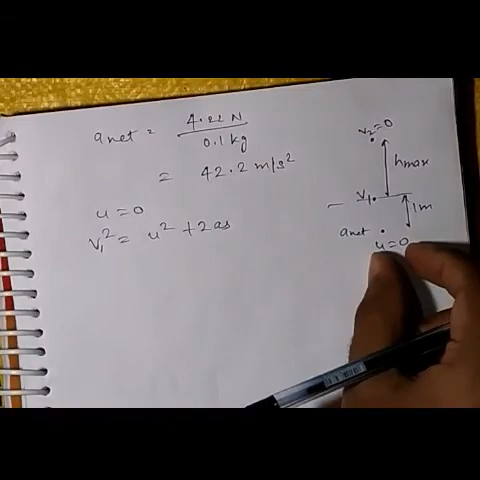 a net = 4.22 N / 0.1 kg
= 42.2 m/s²
u = 0
V₁² = u² + 2as
V₂ = 0
hmax
V₁
1m
anet
u = 0